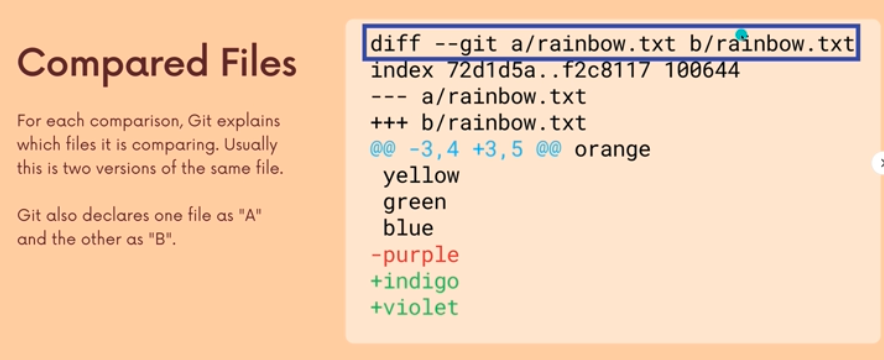 Compared Files
For each comparison, Git explains
which files it is comparing. Usually
this is two versions of the same file.
Git also declares one file as "A"
and the other as "B".
diff --git a/rainbow.txt b/rainbow.txt
index 72d1d5a..f2c8117 100644
--- a/rainbow.txt
+++ b/rainbow.txt
@@ -3,4 +3,5 @@ orange
 yellow
 green
 blue
-purple
+indigo
+violet